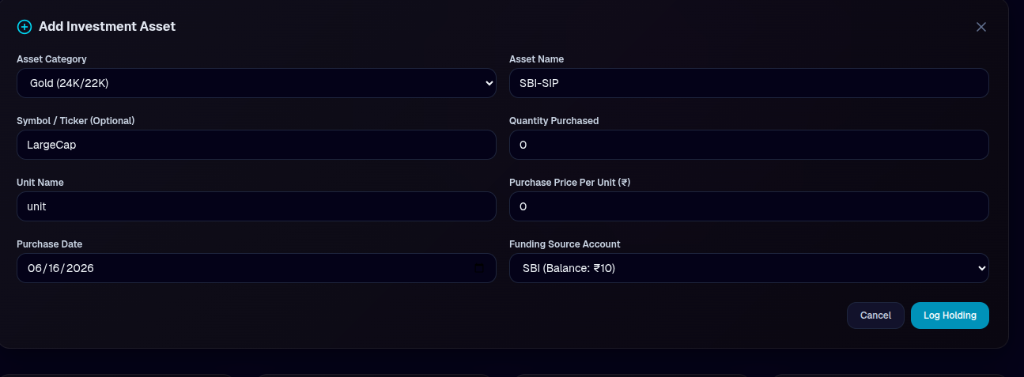 Add Investment Asset
Asset Category
Asset Name
Gold (24K/22K)
SBI-SIP
Symbol / Ticker (Optional)
Quantity Purchased
LargeCap
0
Unit Name
Purchase Price Per Unit (₹)
unit
0
Purchase Date
Funding Source Account
06/16/2026
SBI (Balance: ₹10)
Cancel
Log Holding